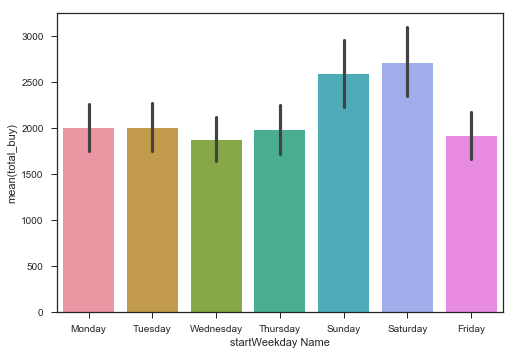 3000
2500
2000
1500
1000
500
0
mean(total_buy)
Monday Tuesday Wednesday Thursday Sunday Saturday Friday
startWeekday Name